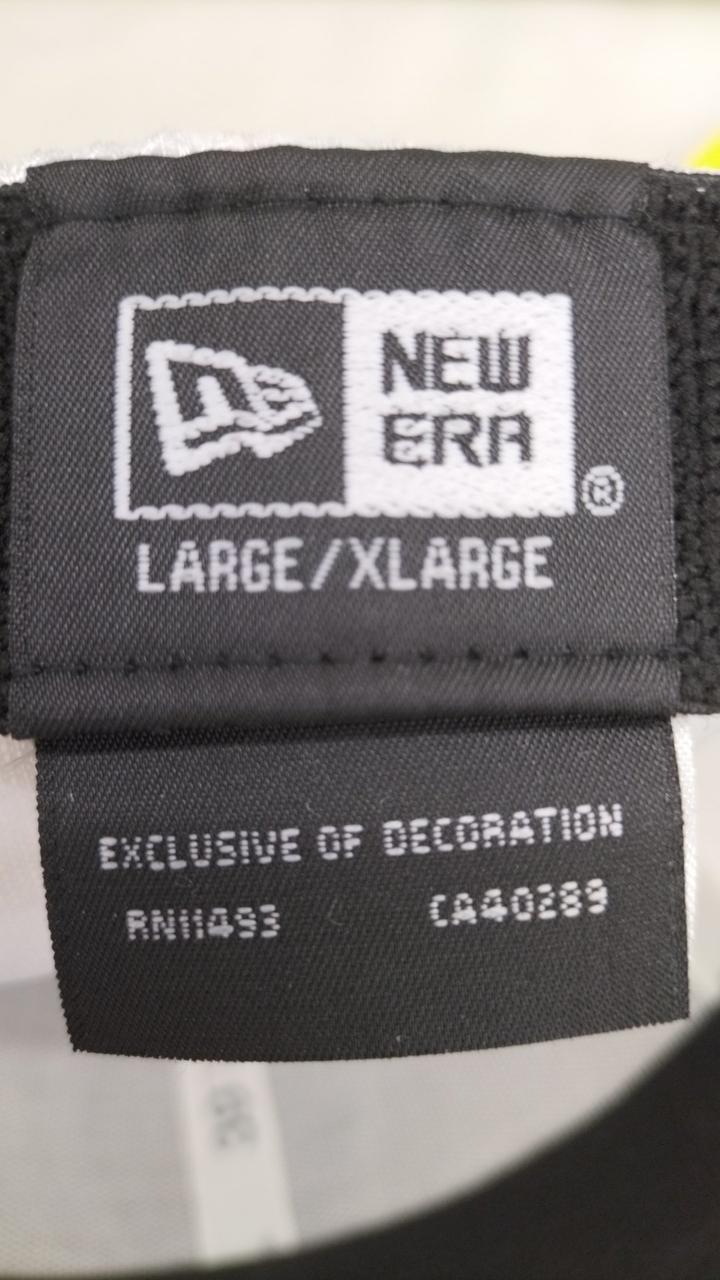 NEW
ERA
®
LARGE/XLARGE
EXCLUSIVE OF DECORATION
RN11493 CA40289